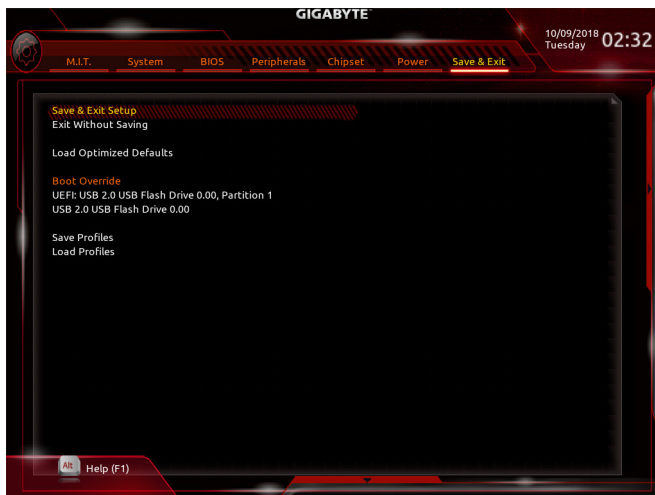 GIGABYTE™
10/09/2018
Tuesday
02:32
M.I.T. System BIOS Peripherals Chipset Power Save & Exit
Save & Exit Setup
Exit Without Saving
Load Optimized Defaults
Boot Override
UEFI: USB 2.0 USB Flash Drive 0.00, Partition 1
USB 2.0 USB Flash Drive 0.00
Save Profiles
Load Profiles
Alt Help (F1)